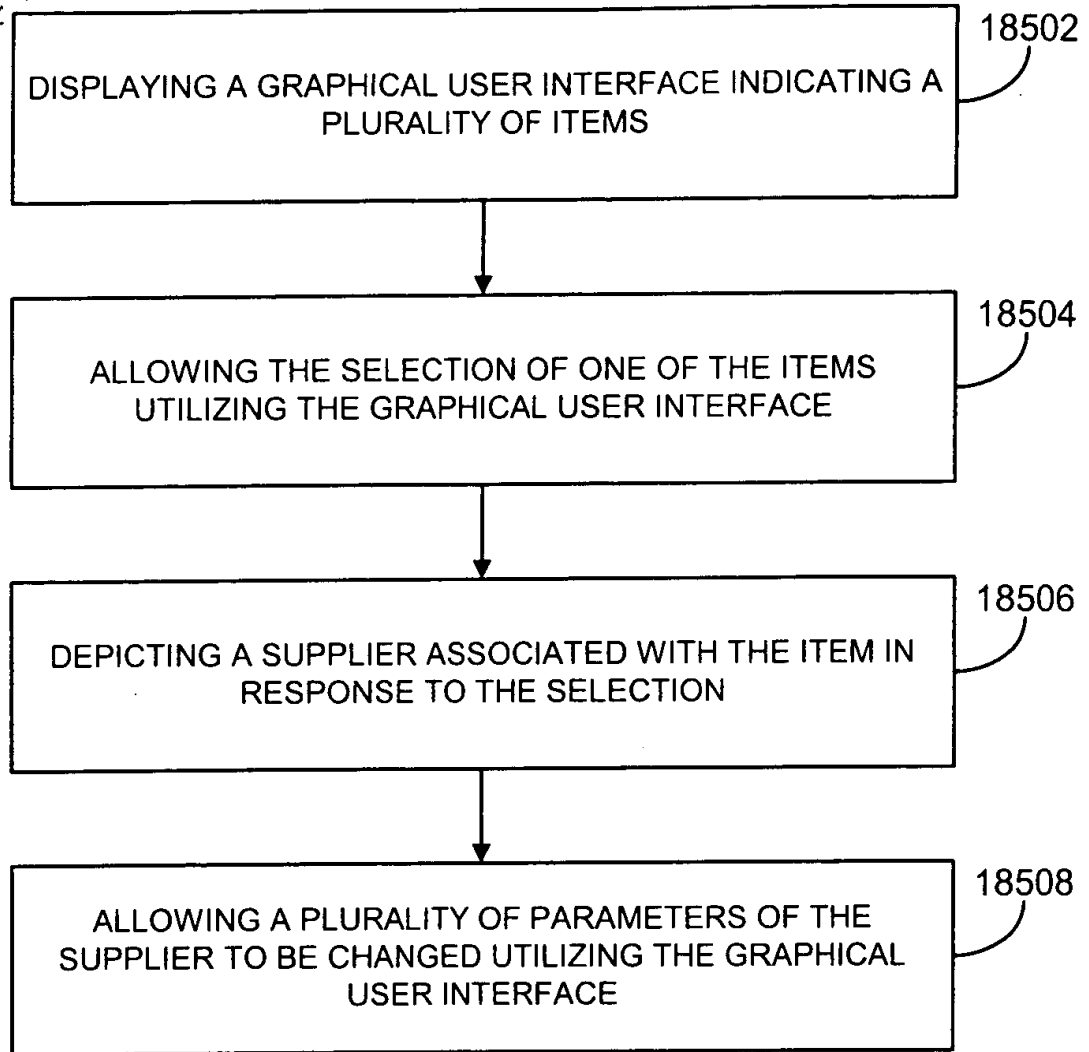 18502
DISPLAYING A GRAPHICAL USER INTERFACE INDICATING A
PLURALITY OF ITEMS
18504
ALLOWING THE SELECTION OF ONE OF THE ITEMS
UTILIZING THE GRAPHICAL USER INTERFACE
18506
DEPICTING A SUPPLIER ASSOCIATED WITH THE ITEM IN
RESPONSE TO THE SELECTION
18508
ALLOWING A PLURALITY OF PARAMETERS OF THE
SUPPLIER TO BE CHANGED UTILIZING THE GRAPHICAL
USER INTERFACE